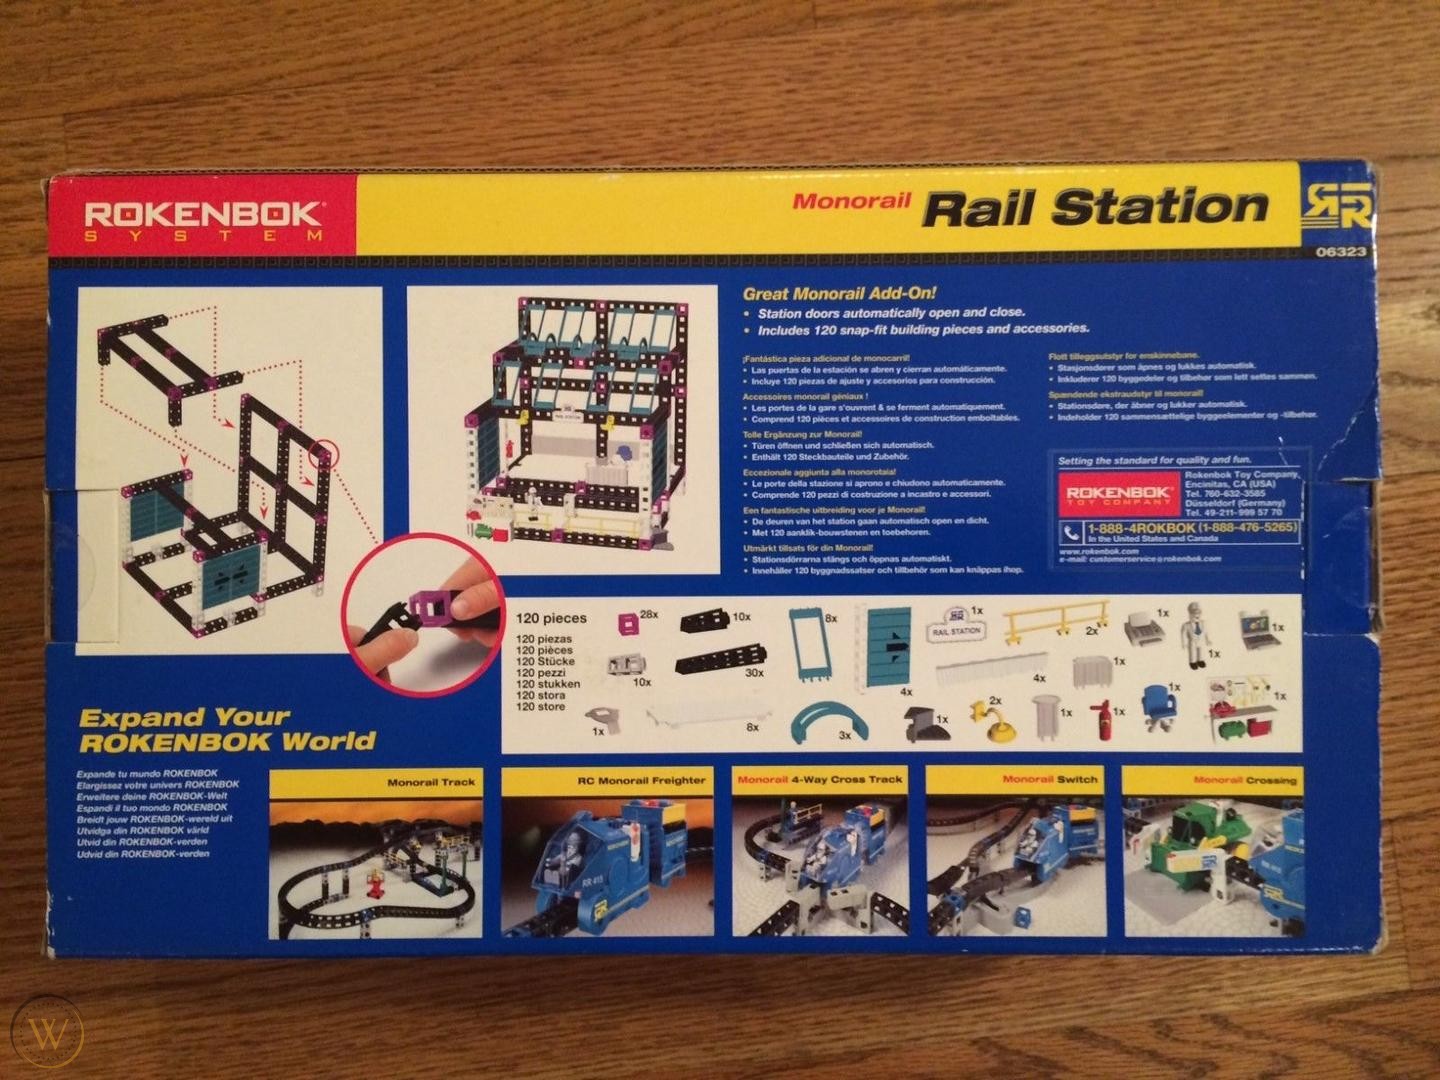 ROKENBOK®
SYSTEM
Monorail Rail Station
06323
Great Monorail Add-On!
• Station doors automatically open and close.
• Includes 120 snap-fit building pieces and accessories.
¡Fantástica pieza adicional de monocarril!
• Las puertas de la estación se abren y cierran automáticamente.
• Incluye 120 piezas de ajuste y accesorios para construcción.
Accessoires monorail géniaux !
• Les portes de la gare s'ouvrent & se ferment automatiquement.
• Comprend 120 pièces et accessoires de construction emboîtables.
Tolle Ergänzung zur Monorail!
• Türen öffnen und schließen sich automatisch.
• Enthält 120 Steckbauteile und Zubehör.
Eccezionale aggiunta alla monorotaia!
• Le porte della stazione si aprono e chiudono automaticamente.
• Comprende 120 pezzi di costruzione a incastro e accessori.
Een fantastische uitbreiding voor je Monorail!
• De deuren van het station gaan automatisch open en dicht.
• Met 120 aanklik-bouwstenen en toebehoren.
Utmärkt tillsats för din Monorail!
• Stationsdörrarna stängs och öppnas automatiskt.
• Innehåller 120 byggnadssatser och tillbehör som kan knäppas ihop.
Flott tilleggsutstyr for enskinnebane.
• Stasjonsdører som åpnes og lukkes automatisk.
• Inkluderer 120 byggedeler og tilbehør som lett settes sammen.
Spændende ekstraudstyr til monorail!
• Stationsdøre, der åbner og lukker automatisk.
• Indeholder 120 sammensættelige byggeelementer og -tilbehør.
Setting the standard for quality and fun.
ROKENBOK®
TOY COMPANY
Rokenbok Toy Company,
Encinitas, CA (USA)
Tel. 760-632-3585
Düsseldorf (Germany)
Tel. 49-211-999 57 70
1-888-4ROKBOK (1-888-476-5265)
In the United States and Canada
www.rokenbok.com
e-mail: customerservice@rokenbok.com
RAIL STATION
120 pieces
120 piezas
120 pièces
120 Stücke
120 pezzi
120 stukken
120 stora
120 store
28x
10x
8x
RAIL STATION
1x
2x
1x
1x
1x
10x
30x
4x
4x
1x
1x
8x
3x
1x
2x
1x
1x
1x
1x
Expand Your
ROKENBOK World
Expande tu mundo ROKENBOK
Elargissez votre univers ROKENBOK
Erweitere deine ROKENBOK-Welt
Espandi il tuo mondo ROKENBOK
Breidt jouw ROKENBOK-wereld uit
Utvidga din ROKENBOK värld
Utvid din ROKENBOK-verden
Udvid din ROKENBOK-verden
Monorail Track
RC Monorail Freighter
RR 415
Monorail 4-Way Cross Track
Monorail Switch
Monorail Crossing
W